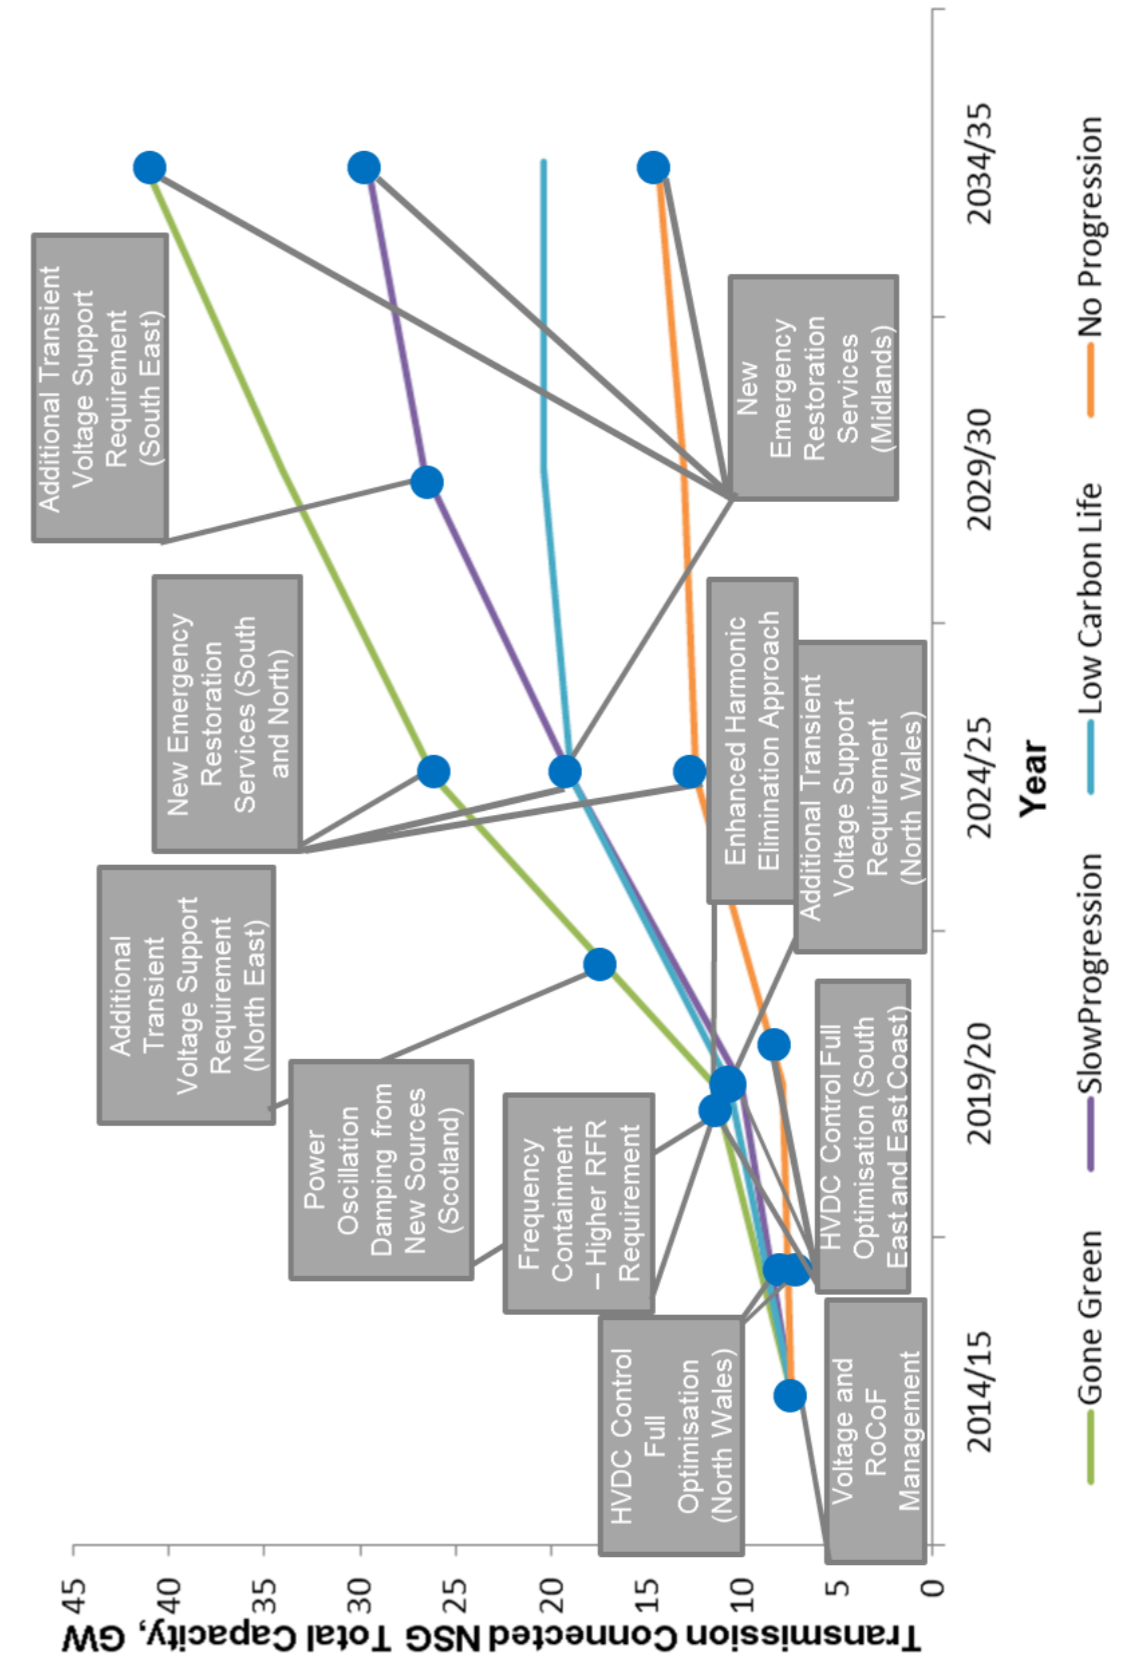 Transmission Connected NSG Total Capacity, GW
45
40
35
30
25
20
15
10
5
0
Additional
Transient
Voltage Support
Requirement
(North East)
New Emergency
Restoration
Services (South
and North)
Additional Transient
Voltage Support
Requirement
(South East)
Power
Oscillation
Damping from
New Sources
(Scotland)
Frequency
Containment
– Higher RFR
Requirement
HVDC Control
Full
Optimisation
(North Wales)
Voltage and
RoCoF
Management
HVDC Control Full
Optimisation (South
East and East Coast)
Enhanced Harmonic
Elimination Approach
Additional Transient
Voltage Support
Requirement
(North Wales)
New
Emergency
Restoration
Services
(Midlands)
2014/15
2019/20
2024/25
2029/30
2034/35
Year
Gone Green
SlowProgression
Low Carbon Life
No Progression